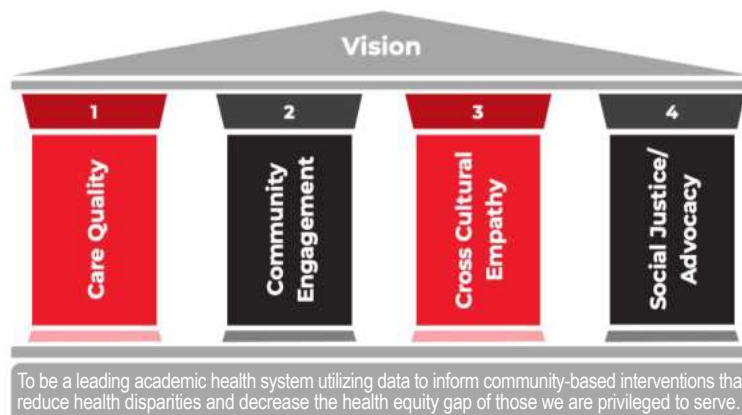 Vision
1
2
3
4
Care Quality
Community
Engagement
Cross Cultural
Empathy
Social Justice/
Advocacy
To be a leading academic health system utilizing data to inform community-based interventions tha
reduce health disparities and decrease the health equity gap of those we are privileged to serve.